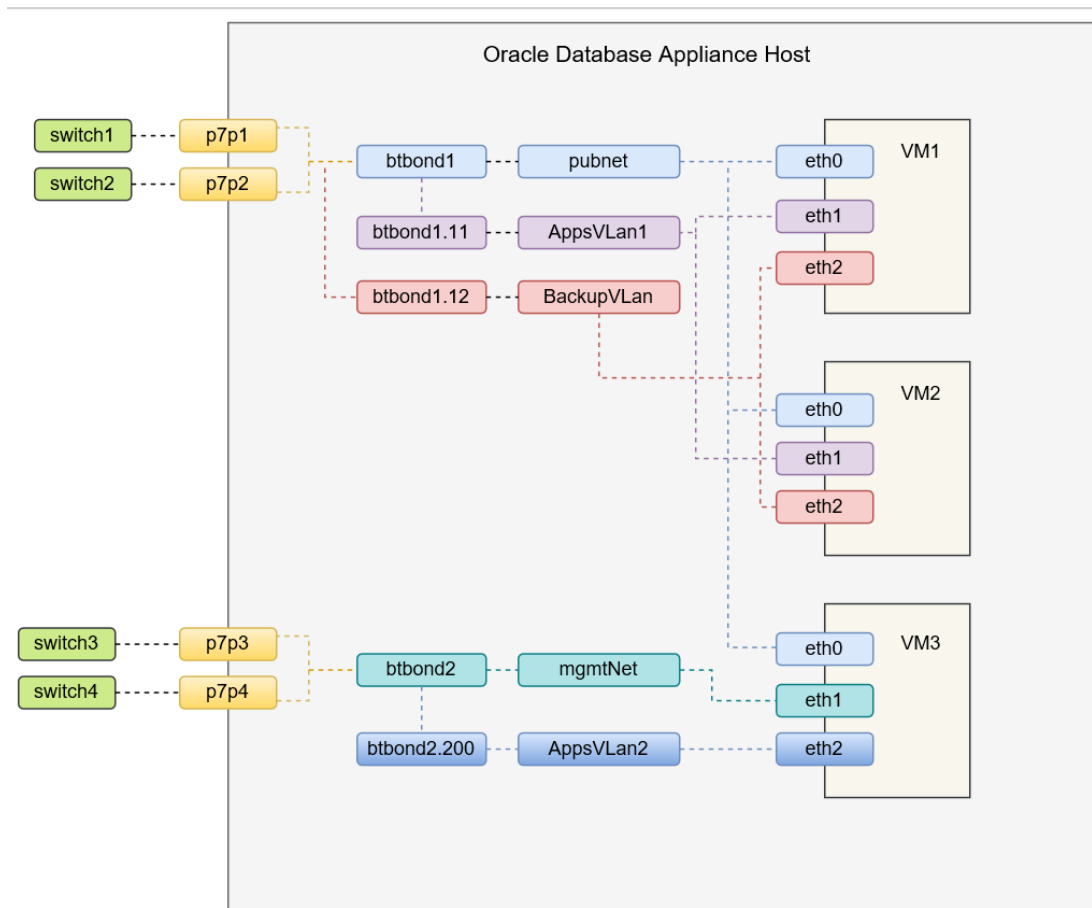 Oracle Database Appliance Host
switch1
p7p1
btbond1
pubnet
eth0
VM1
switch2
p7p2
btbond1.11
AppsVLan1
eth1
btbond1.12
BackupVLan
eth2
eth0
VM2
eth1
eth2
switch3
p7p3
btbond2
mgmtNet
eth0
VM3
switch4
p7p4
eth1
btbond2.200
AppsVLan2
eth2